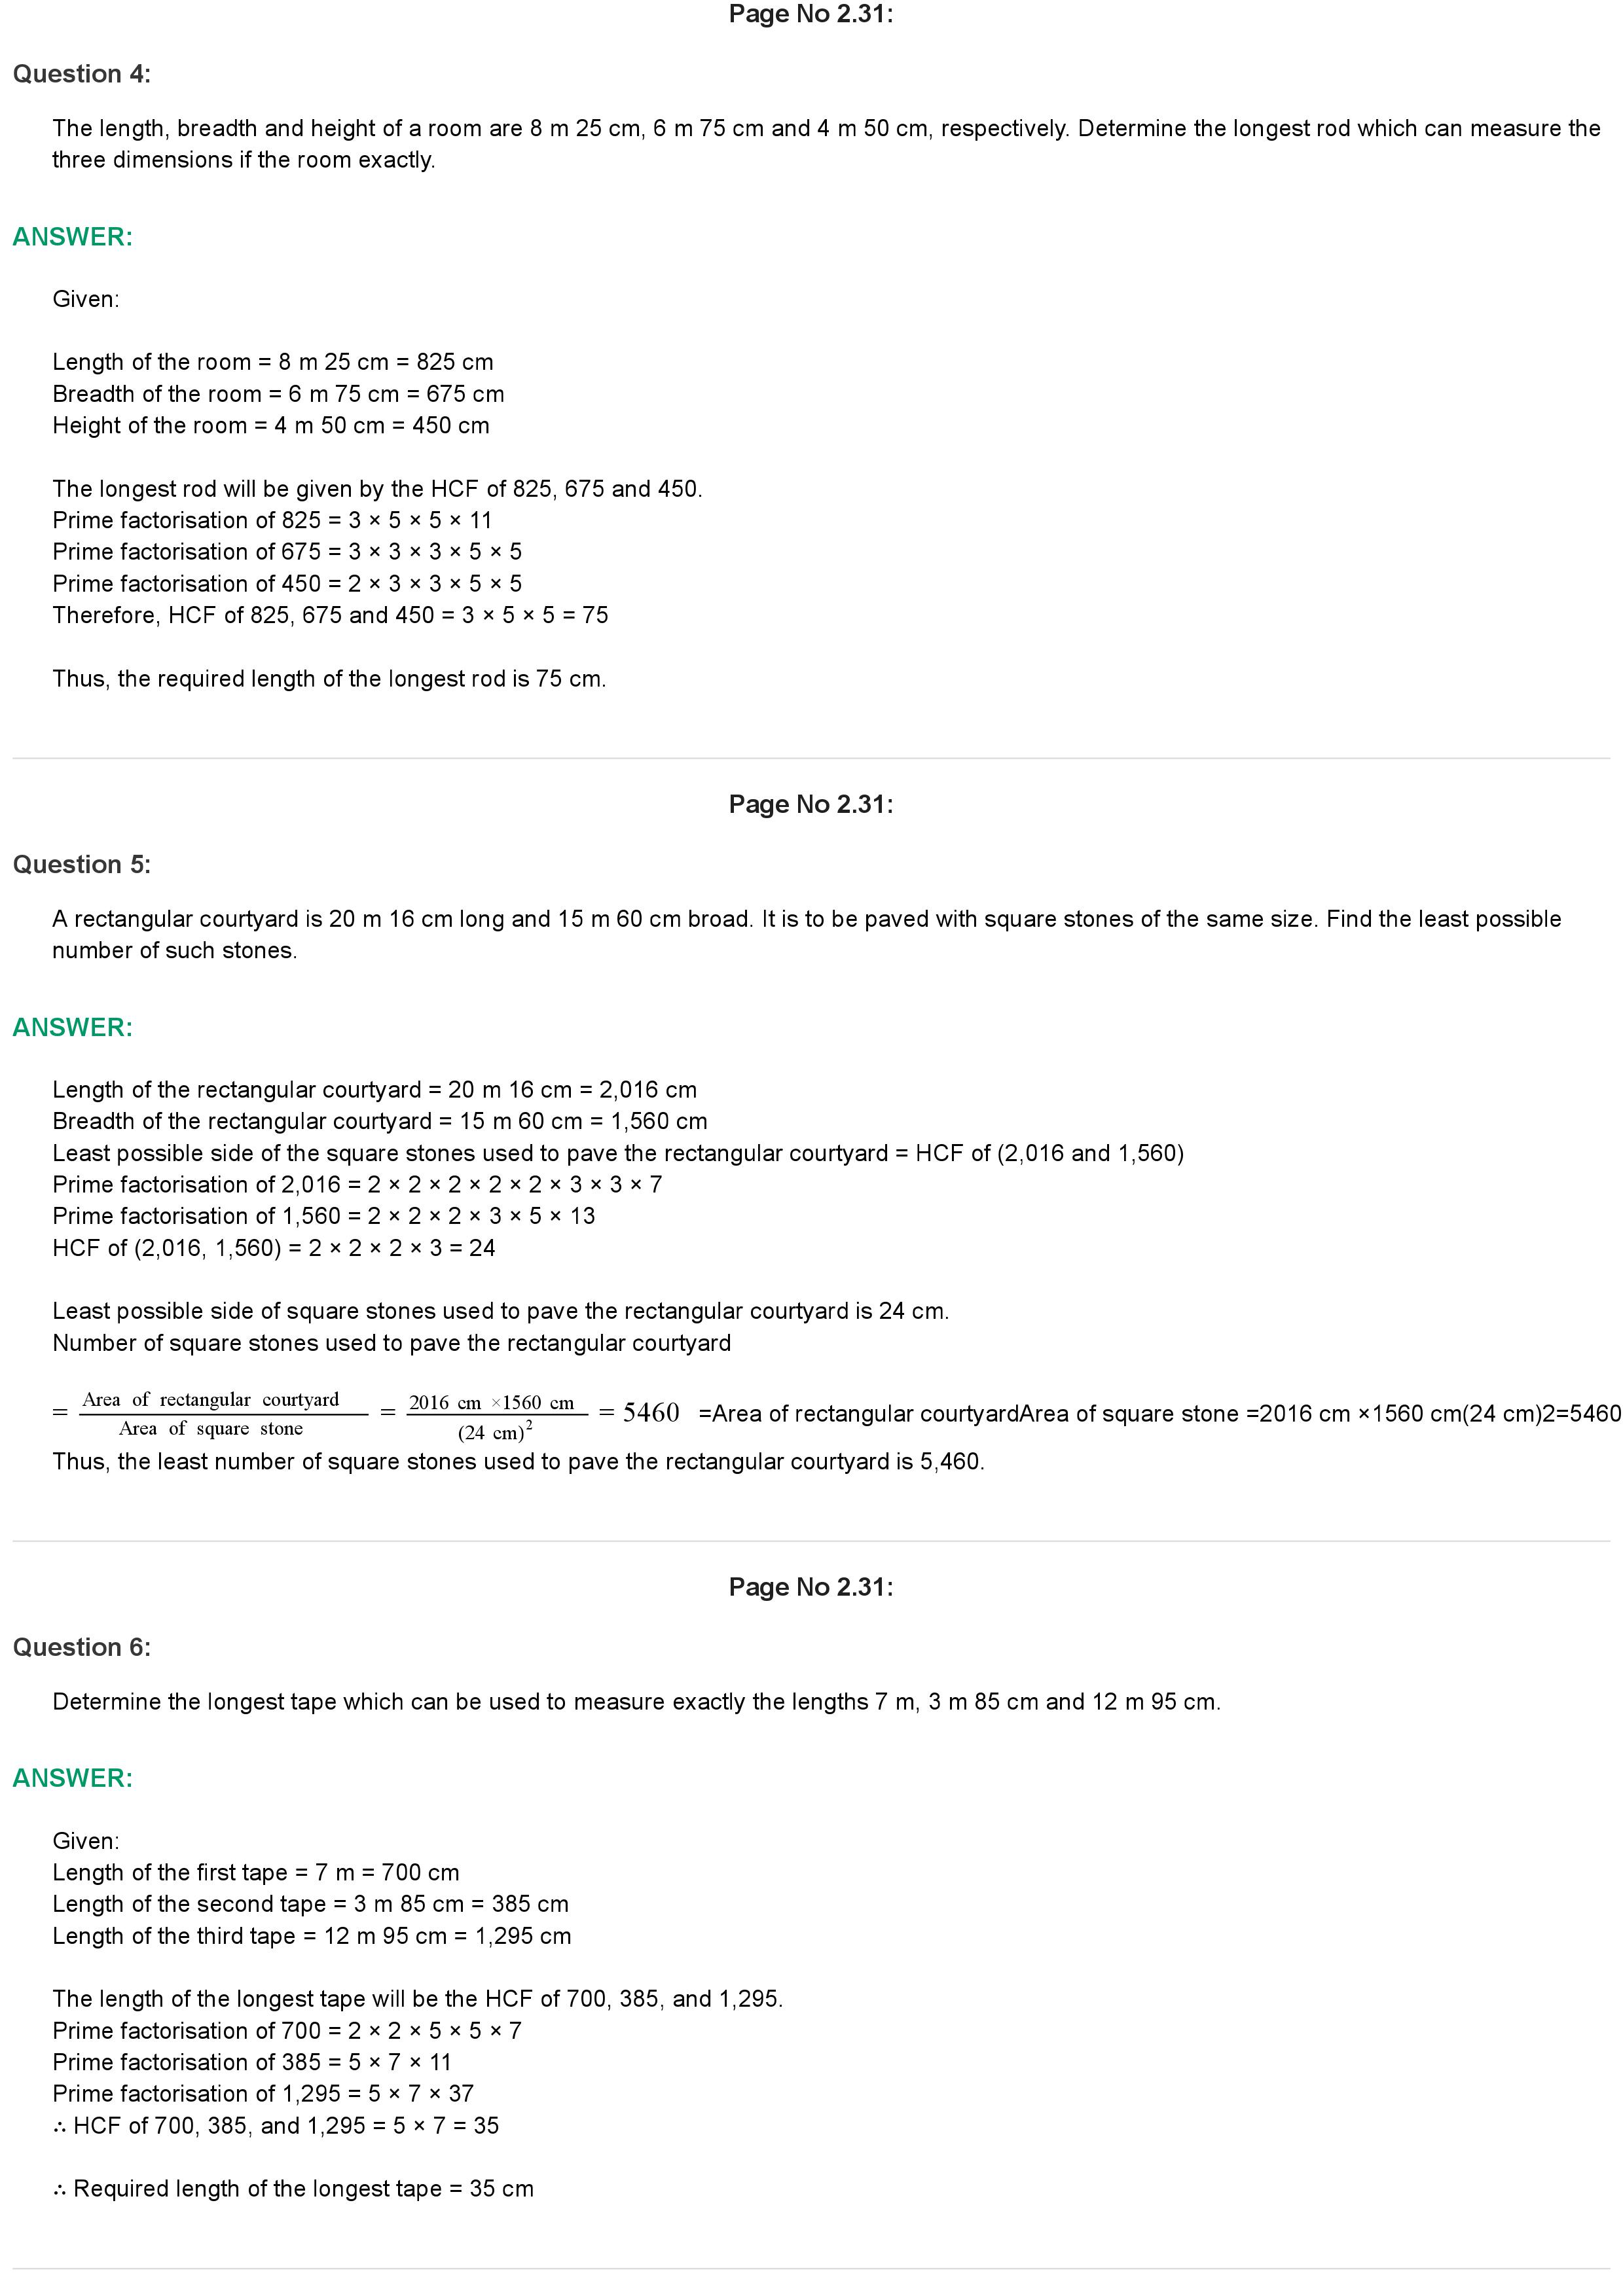 Page No 2.31:
Question 4:
The length, breadth and height of a room are 8 m 25 cm, 6 m 75 cm and 4 m 50 cm, respectively. Determine the longest rod which can measure the
three dimensions if the room exactly.
ANSWER:
Given:
Length of the room = 8 m 25 cm = 825 cm
Breadth of the room = 6 m 75 cm = 675 cm
Height of the room = 4 m 50 cm = 450 cm
The longest rod will be given by the HCF of 825, 675 and 450.
Prime factorisation of 825 = 3 × 5 × 5 × 11
Prime factorisation of 675 = 3 × 3 × 3 × 5 × 5
Prime factorisation of 450 = 2 × 3 × 3 × 5 × 5
Therefore, HCF of 825, 675 and 450 = 3 × 5 × 5 = 75
Thus, the required length of the longest rod is 75 cm.
Page No 2.31:
Question 5:
A rectangular courtyard is 20 m 16 cm long and 15 m 60 cm broad. It is to be paved with square stones of the same size. Find the least possible
number of such stones.
ANSWER:
Length of the rectangular courtyard = 20 m 16 cm = 2,016 cm
Breadth of the rectangular courtyard = 15 m 60 cm = 1,560 cm
Least possible side of the square stones used to pave the rectangular courtyard = HCF of (2,016 and 1,560)
Prime factorisation of 2,016 = 2 × 2 × 2 × 2 × 2 × 3 × 3 × 7
Prime factorisation of 1,560 = 2 × 2 × 2 × 3 × 5 × 13
HCF of (2,016, 1,560) = 2 × 2 × 2 × 3 = 24
Least possible side of square stones used to pave the rectangular courtyard is 24 cm.
Number of square stones used to pave the rectangular courtyard
= Area of rectangular courtyard / Area of square stone = 2016 cm ×1560 cm / (24 cm)² = 5460 =Area of rectangular courtyardArea of square stone =2016 cm ×1560 cm(24 cm)2=5460
Thus, the least number of square stones used to pave the rectangular courtyard is 5,460.
Page No 2.31:
Question 6:
Determine the longest tape which can be used to measure exactly the lengths 7 m, 3 m 85 cm and 12 m 95 cm.
ANSWER:
Given:
Length of the first tape = 7 m = 700 cm
Length of the second tape = 3 m 85 cm = 385 cm
Length of the third tape = 12 m 95 cm = 1,295 cm
The length of the longest tape will be the HCF of 700, 385, and 1,295.
Prime factorisation of 700 = 2 × 2 × 5 × 5 × 7
Prime factorisation of 385 = 5 × 7 × 11
Prime factorisation of 1,295 = 5 × 7 × 37
∴ HCF of 700, 385, and 1,295 = 5 × 7 = 35
∴ Required length of the longest tape = 35 cm